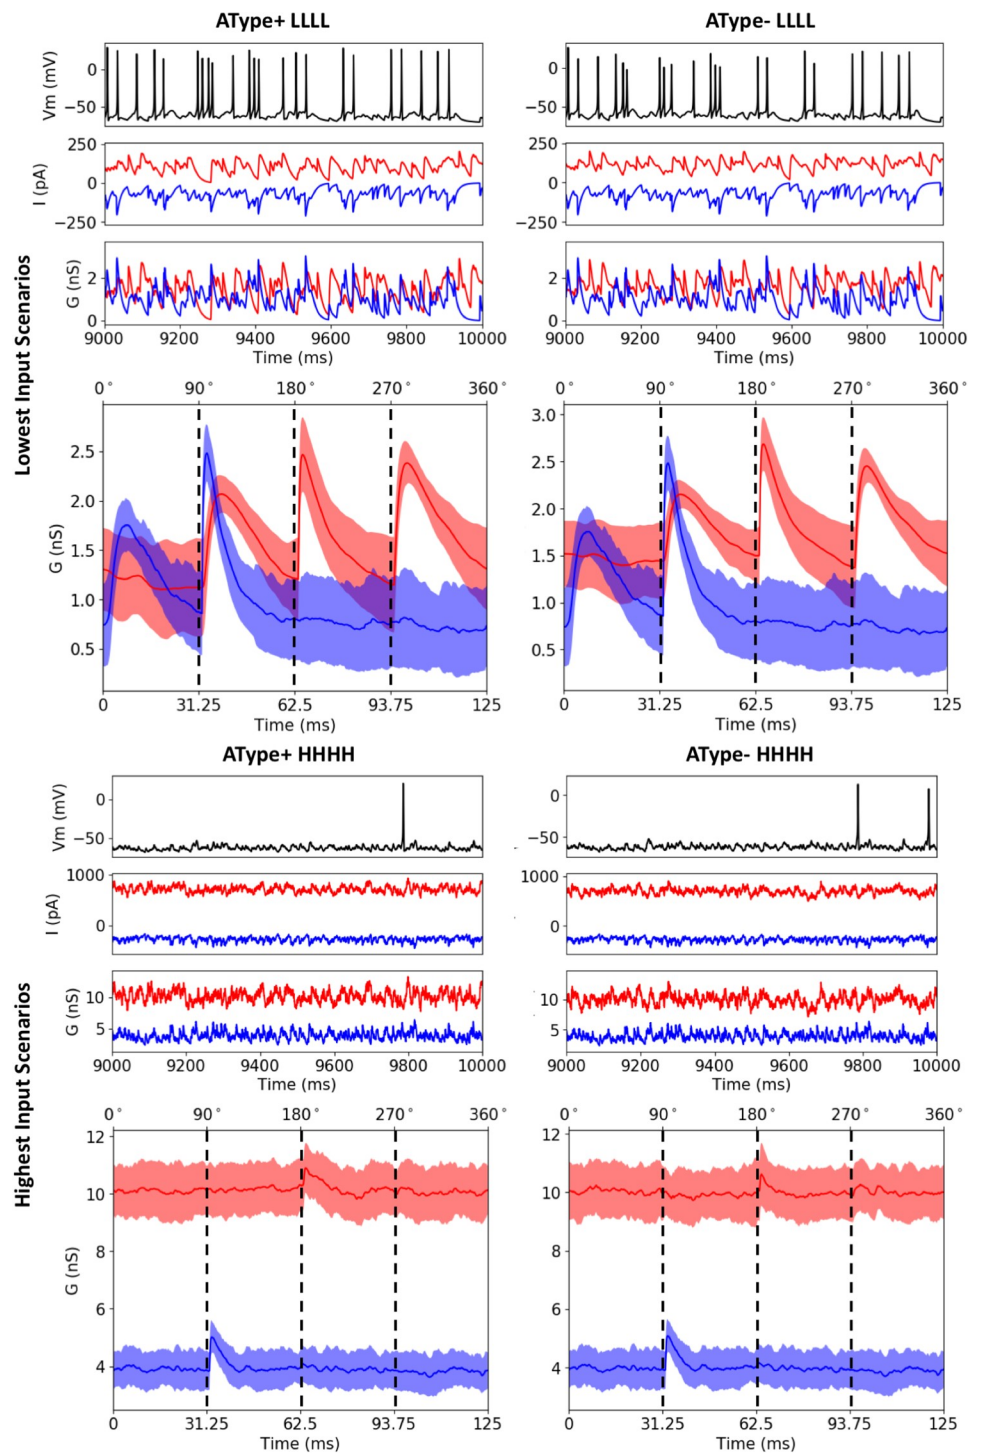 AType+ LLLL
AType- LLLL
Lowest Input Scenarios
Vm (mV)
0
−50
0
−50
I (pA)
250
0
−250
250
0
−250
G (nS)
2
0
2
0
9000 9200 9400 9600 9800 10000
9000 9200 9400 9600 9800 10000
Time (ms)
Time (ms)
0° 90° 180° 270° 360°
0° 90° 180° 270° 360°
G (nS)
2.5
2.0
1.5
1.0
0.5
3.0
2.5
2.0
1.5
1.0
0.5
0 31.25 62.5 93.75 125
0 31.25 62.5 93.75 125
Time (ms)
Time (ms)
AType+ HHHH
AType- HHHH
Highest Input Scenarios
Vm (mV)
0
−50
0
−50
I (pA)
1000
0
1000
0
G (nS)
10
5
10
5
9000 9200 9400 9600 9800 10000
9000 9200 9400 9600 9800 10000
Time (ms)
Time (ms)
0° 90° 180° 270° 360°
0° 90° 180° 270° 360°
G (nS)
12
10
8
6
4
12
10
8
6
4
0 31.25 62.5 93.75 125
0 31.25 62.5 93.75 125
Time (ms)
Time (ms)